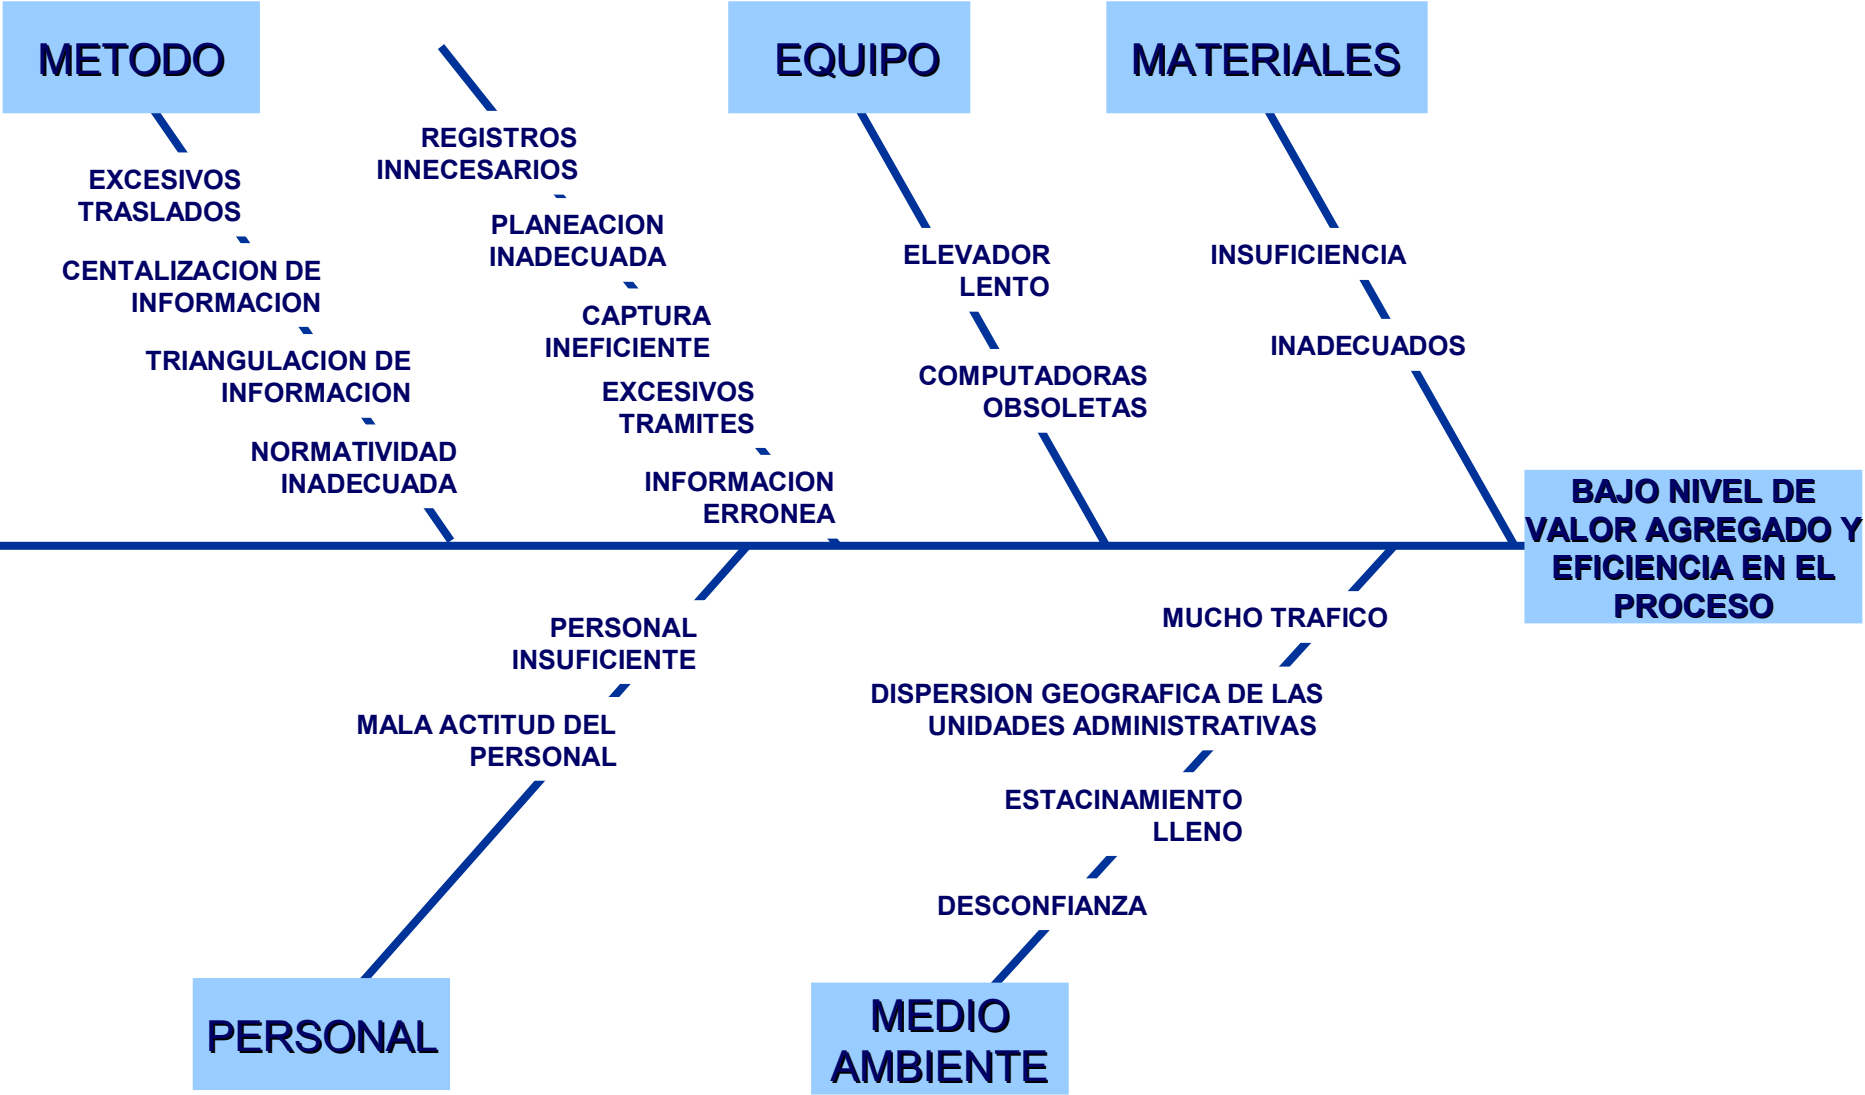 METODO
EXCESIVOS
TRASLADOS
CENTALIZACION DE
INFORMACION
TRIANGULACION DE
INFORMACION
NORMATIVIDAD
INADECUADA
REGISTROS
INNECESARIOS
PLANEACION
INADECUADA
CAPTURA
INEFICIENTE
EXCESIVOS
TRAMITES
INFORMACION
ERRONEA
EQUIPO
ELEVADOR
LENTO
COMPUTADORAS
OBSOLETAS
MATERIALES
INSUFICIENCIA
INADECUADOS
BAJO NIVEL DE
VALOR AGREGADO Y
EFICIENCIA EN EL
PROCESO
PERSONAL
INSUFICIENTE
MALA ACTITUD DEL
PERSONAL
PERSONAL
MUCHO TRAFICO
DISPERSION GEOGRAFICA DE LAS
UNIDADES ADMINISTRATIVAS
ESTACINAMIENTO
LLENO
DESCONFIANZA
MEDIO
AMBIENTE